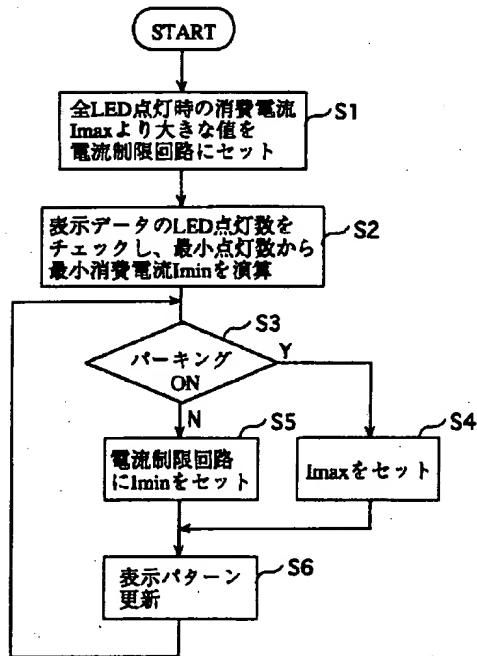 START
全LED点灯時の消費電流
Imaxより大きな値を
電流制限回路にセット
S1
表示データのLED点灯数を
チェックし、最小点灯数から
最小消費電流Iminを演算
S2
S3
パーキング
ON
Y
N
S5
S4
電流制限回路
にIminをセット
Imaxをセット
S6
表示パターン
更新